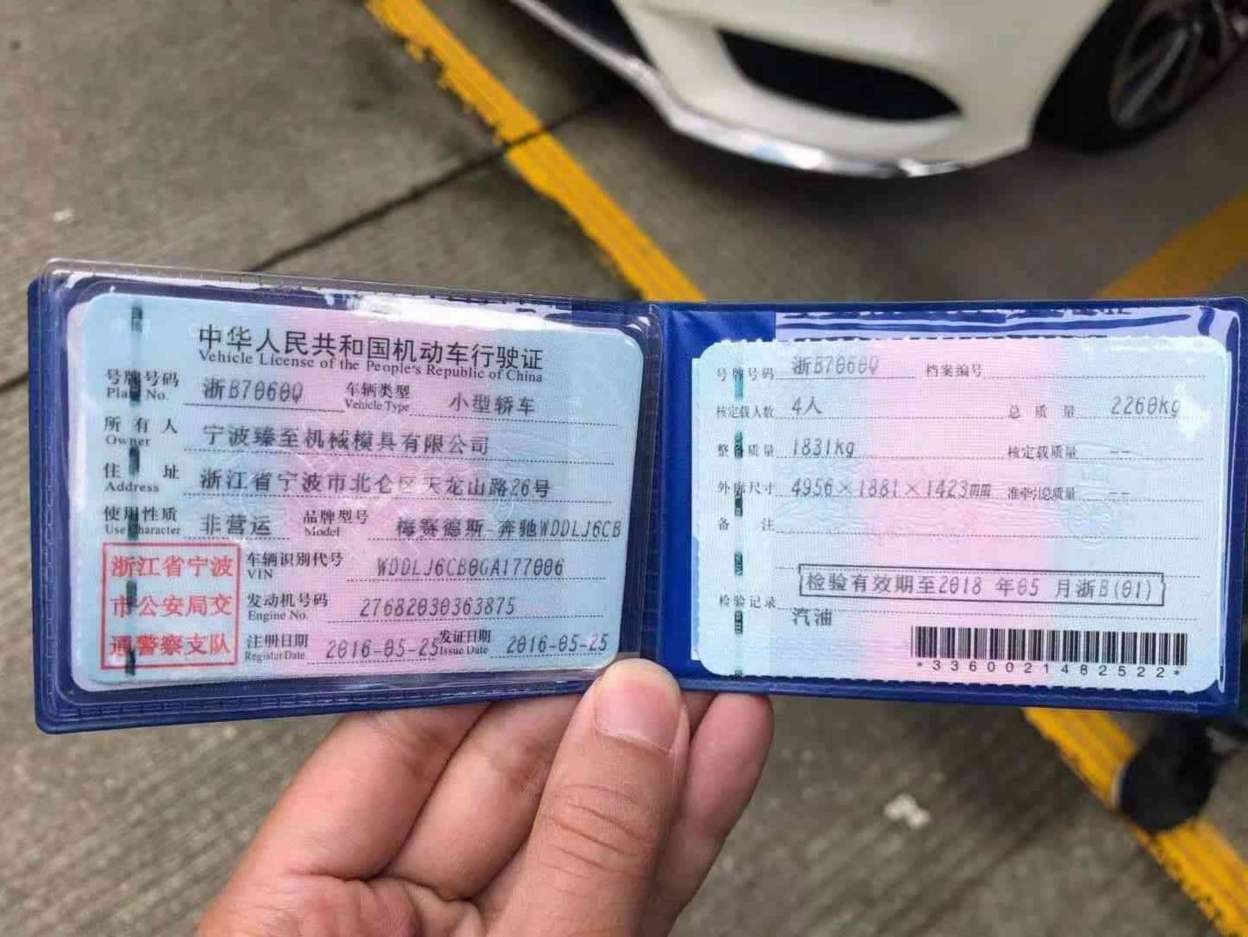 中华人民共和国机动车行驶证
Vehicle License of the People's Republic of China
号牌号码 浙B7060Q 车辆类型 小型轿车
Plate No. Vehicle Type
所有人 宁波臻至机械模具有限公司
Owner
住址 浙江省宁波市北仑区天龙山路26号
Address
使用性质 非营运 品牌型号 梅赛德斯-奔驰WDDLJ6CB
Use Character Model
浙江省宁波
市公安局交
通警察支队
车辆识别代号 WDDLJ6CB0GA177006
VIN
发动机号码 27682030363875
Engine No.
注册日期 2016-05-25 发证日期 2016-05-25
Register Date Issue Date
号牌号码 浙B7060Q 档案编号
核定载人数 4人 总质量 2260kg
整备质量 1831kg 核定载质量 --
外廓尺寸 4956×1881×1423mm 准牵引总质量 --
备注
检验有效期至2018年05月浙B(01)
检验记录
汽油
*3360021482522*